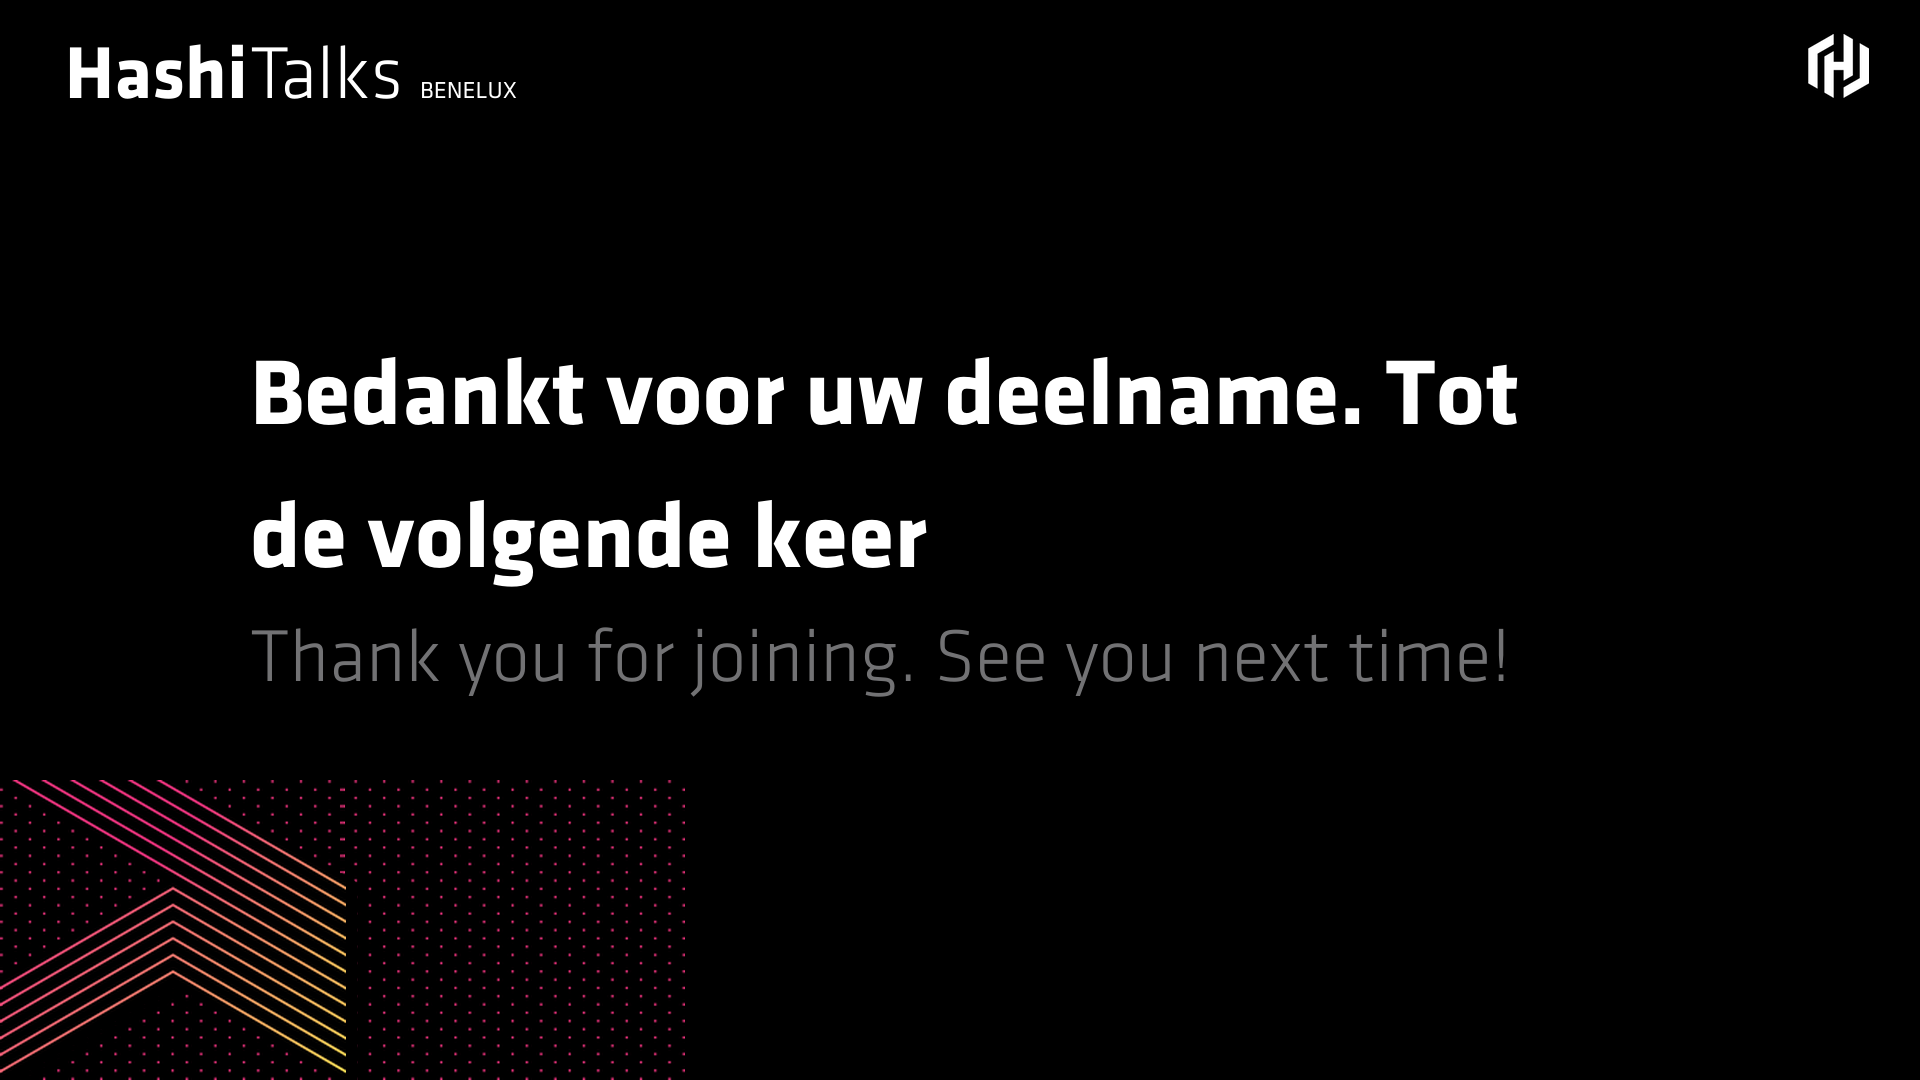 HashiTalks BENELUX
Bedankt voor uw deelname. Tot
de volgende keer
Thank you for joining. See you next time!